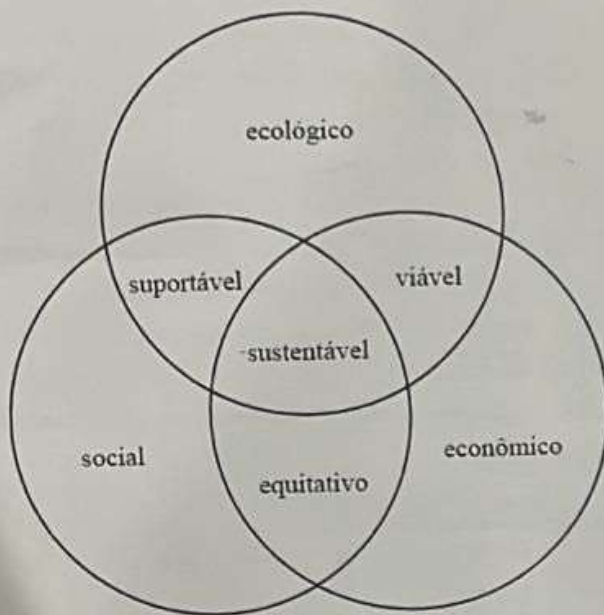 ecológico
suportável
viável
sustentável
social
econômico
equitativo